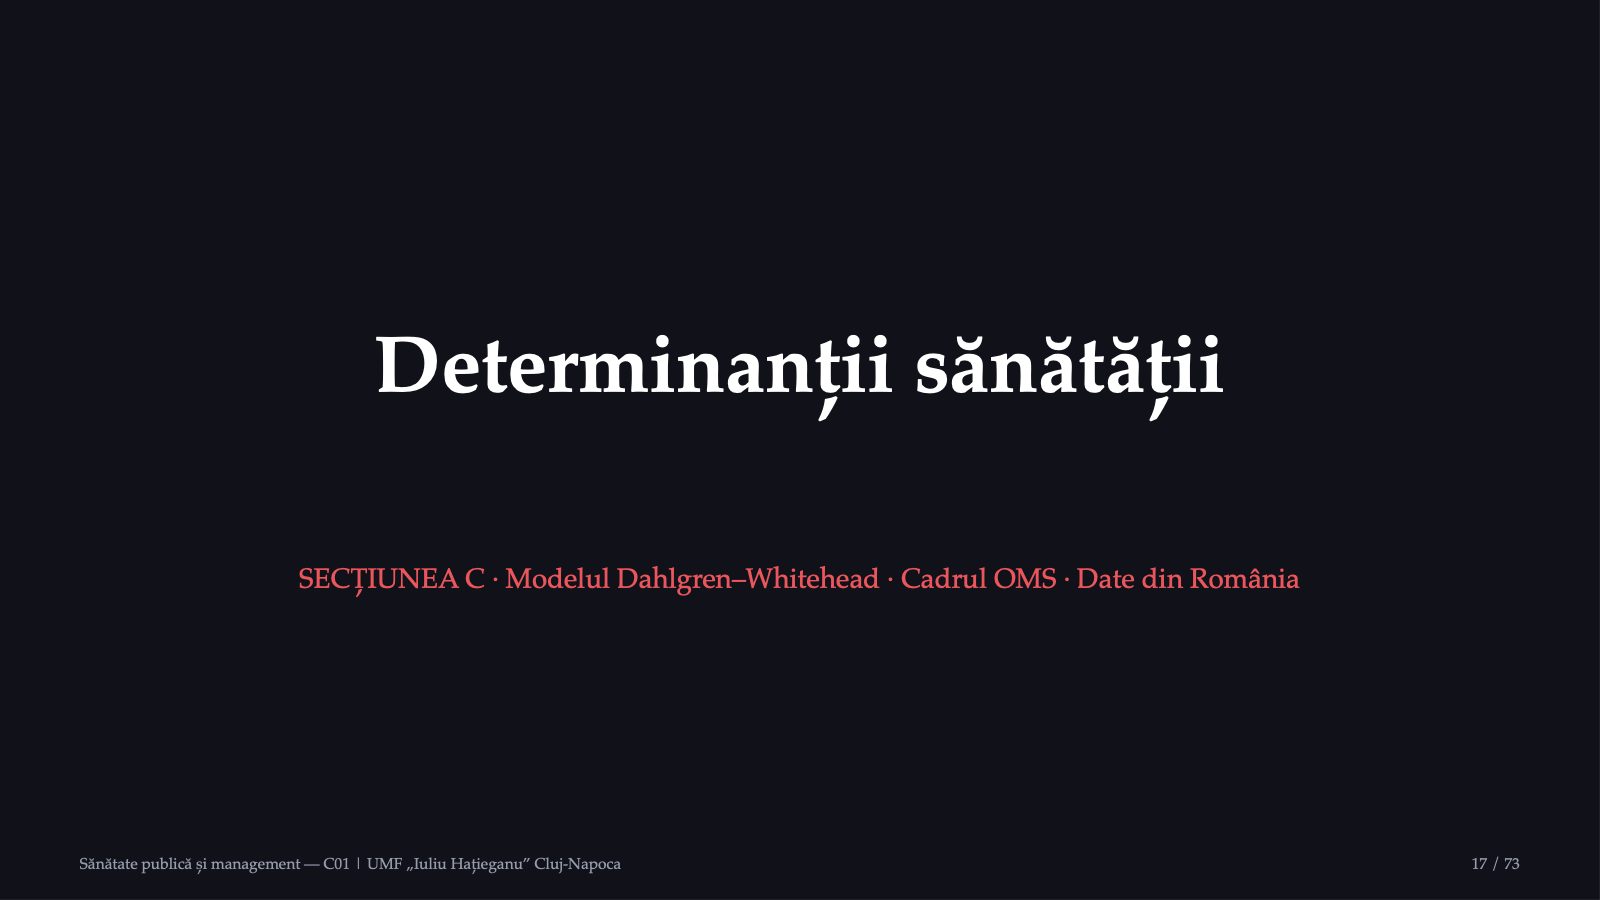 Determinanții sănătății
SECȚIUNEA C · Modelul Dahlgren–Whitehead · Cadrul OMS · Date din România
Sănătate publică și management — C01 | UMF „Iuliu Hațieganu” Cluj-Napoca
17 / 73